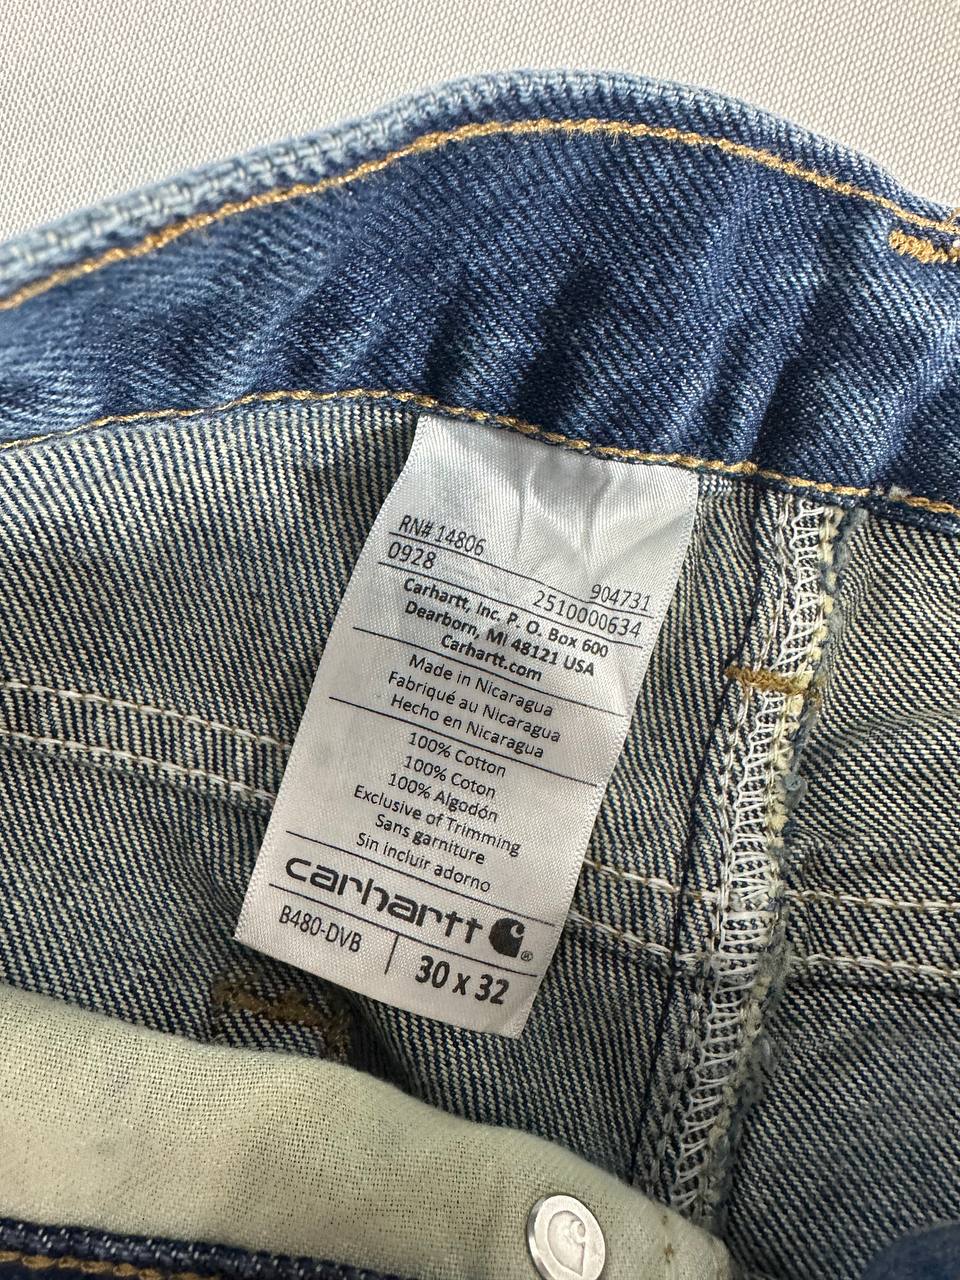 RN# 14806
0928 904731
2510000634
Carhartt, Inc. P. O. Box 600
Dearborn, MI 48121 USA
Carhartt.com
Made in Nicaragua
Fabriqué au Nicaragua
Hecho en Nicaragua
100% Cotton
100% Coton
100% Algodón
Exclusive of Trimming
Sans garniture
Sin incluir adorno
carhartt ®
B480-DVB 30 x 32